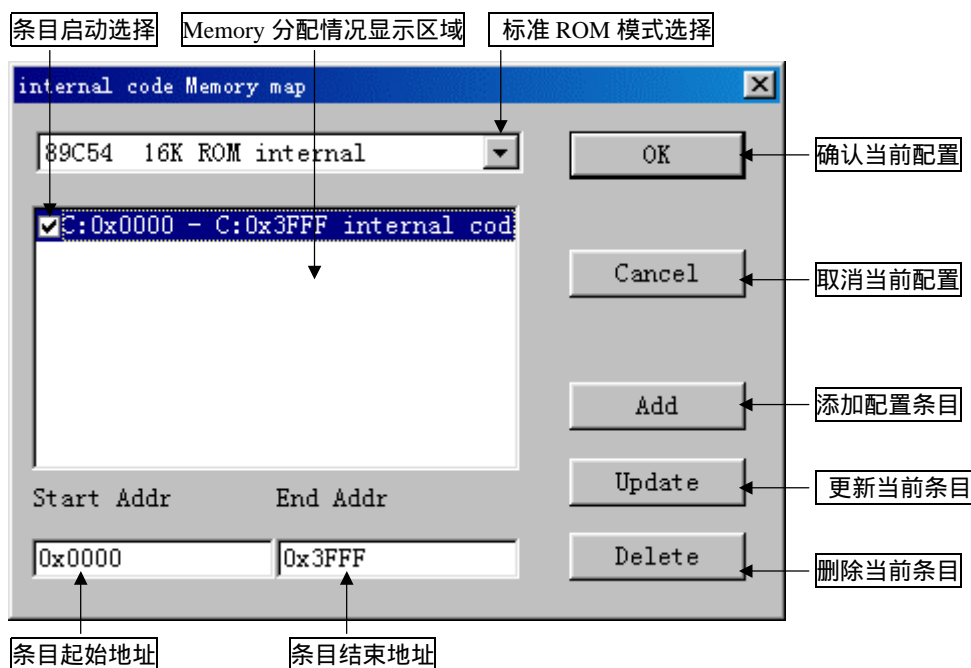 条目启动选择
Memory 分配情况显示区域
标准 ROM 模式选择
internal code Memory map
89C54 16K ROM internal
OK
确认当前配置
C:0x0000 - C:0x3FFF internal cod
Cancel
取消当前配置
Add
添加配置条目
Start Addr
End Addr
Update
更新当前条目
0x0000
0x3FFF
Delete
删除当前条目
条目起始地址
条目结束地址